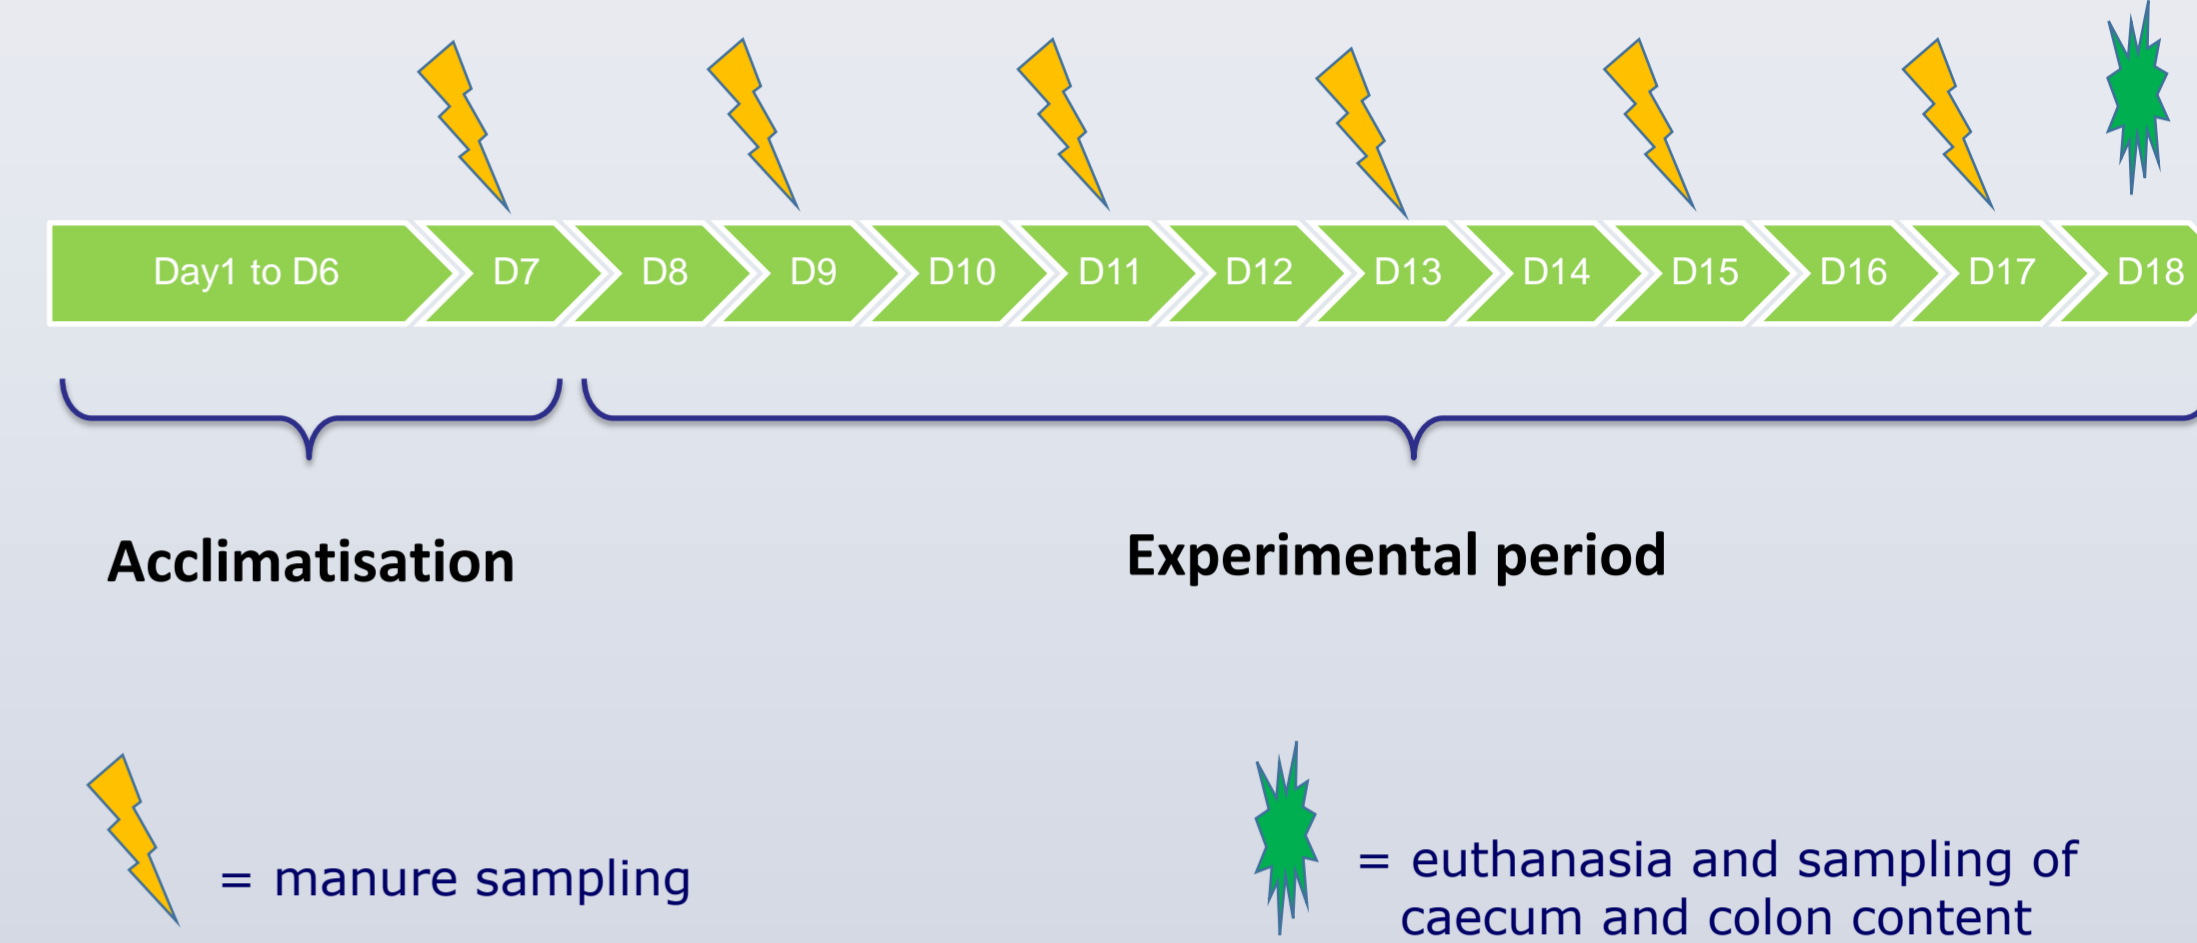 Day1 to D6 D7 D8 D9 D10 D11 D12 D13 D14 D15 D16 D17 D18
Acclimatisation
Experimental period
= manure sampling
= euthanasia and sampling of
caecum and colon content